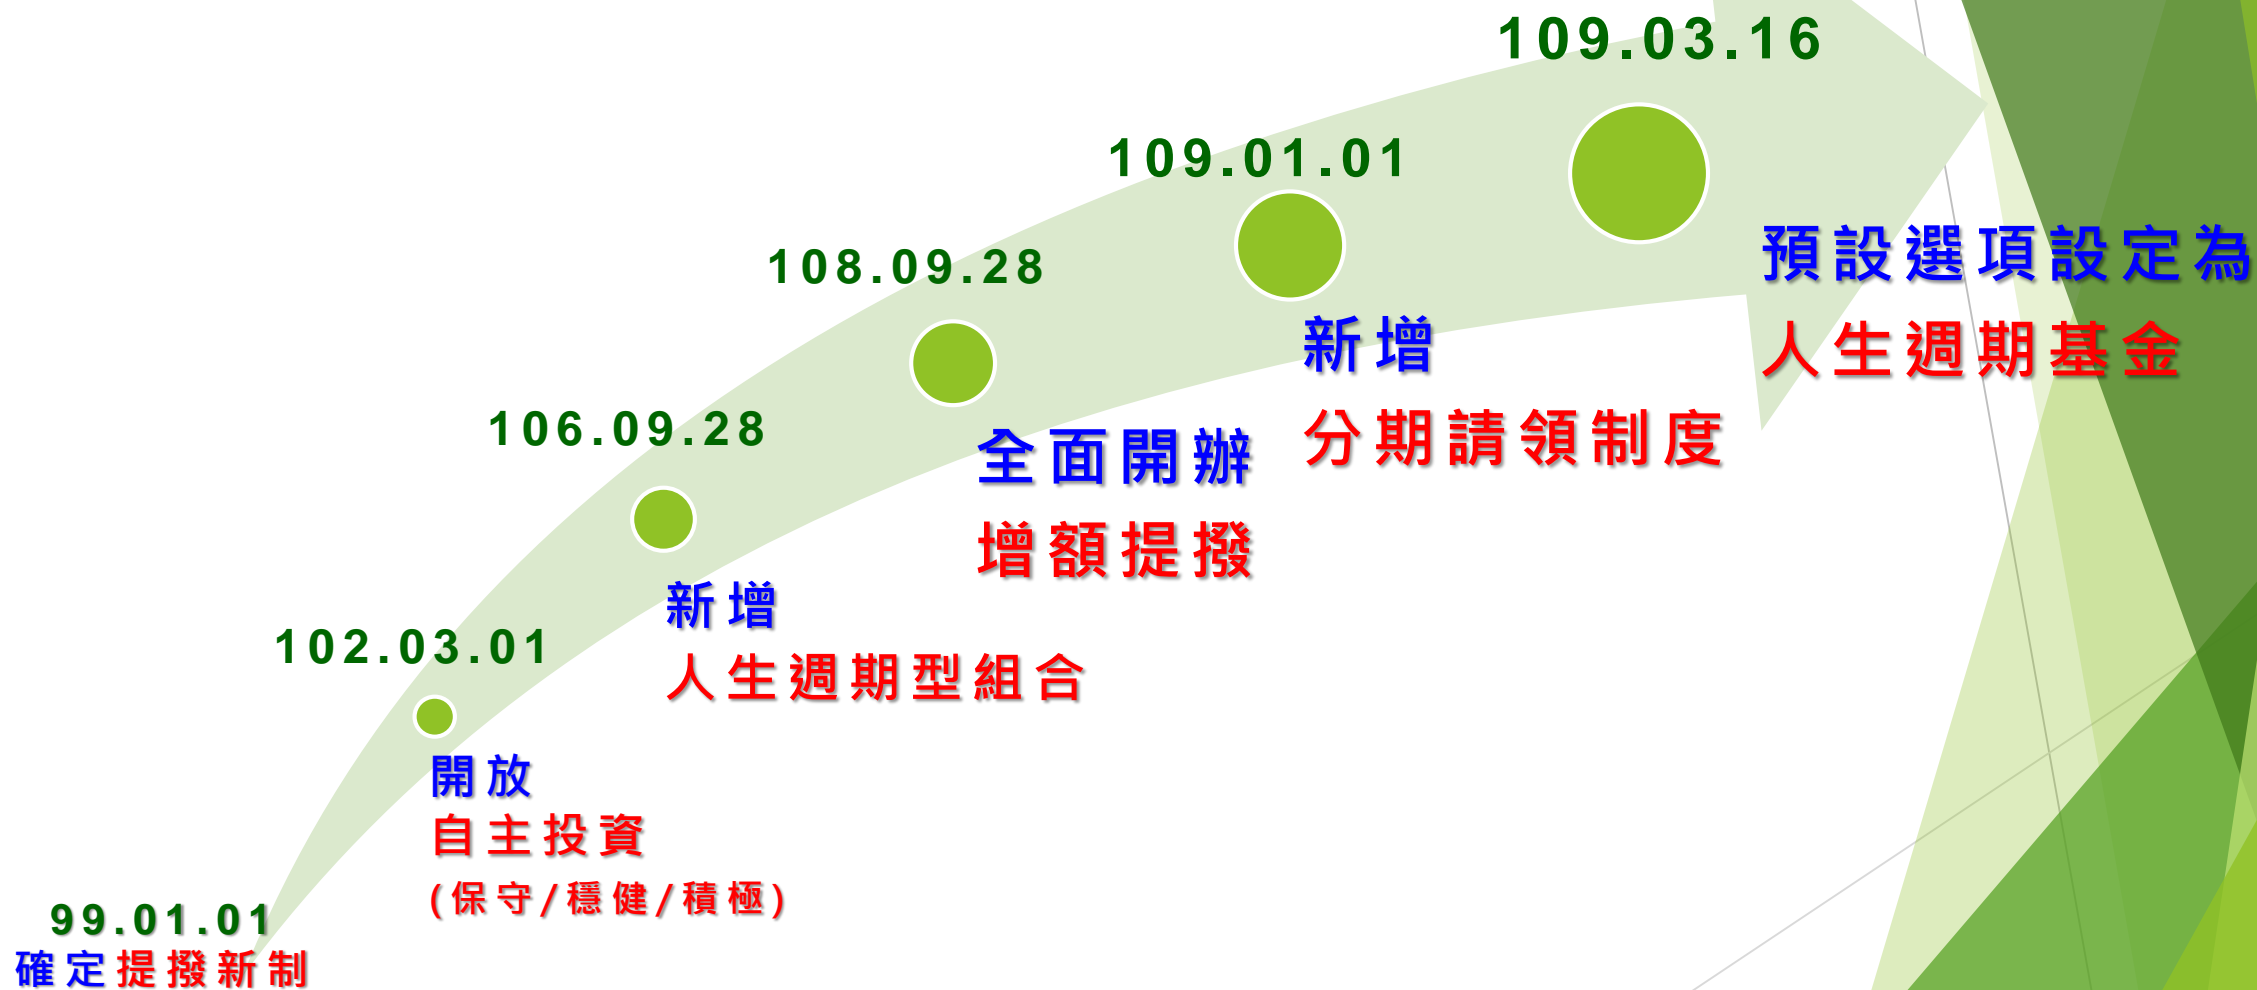 99.01.01
確定提撥新制
102.03.01
開放
自主投資
(保守/穩健/積極)
106.09.28
新增
人生週期型組合
108.09.28
全面開辦
增額提撥
109.01.01
新增
分期請領制度
109.03.16
預設選項設定為
人生週期基金